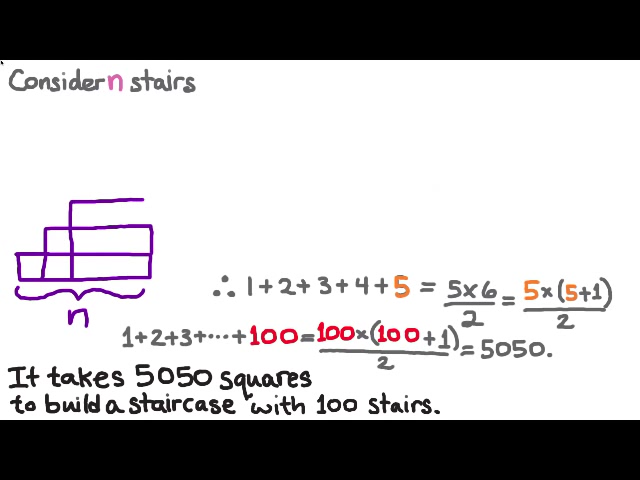 Consider n stairs
n
∴ 1+2+3+4+5 = 5×6/2 = 5×(5+1)/2
1+2+3+⋯+100=100×(100+1)/2=5050.
It takes 5050 squares
to build a staircase with 100 stairs.